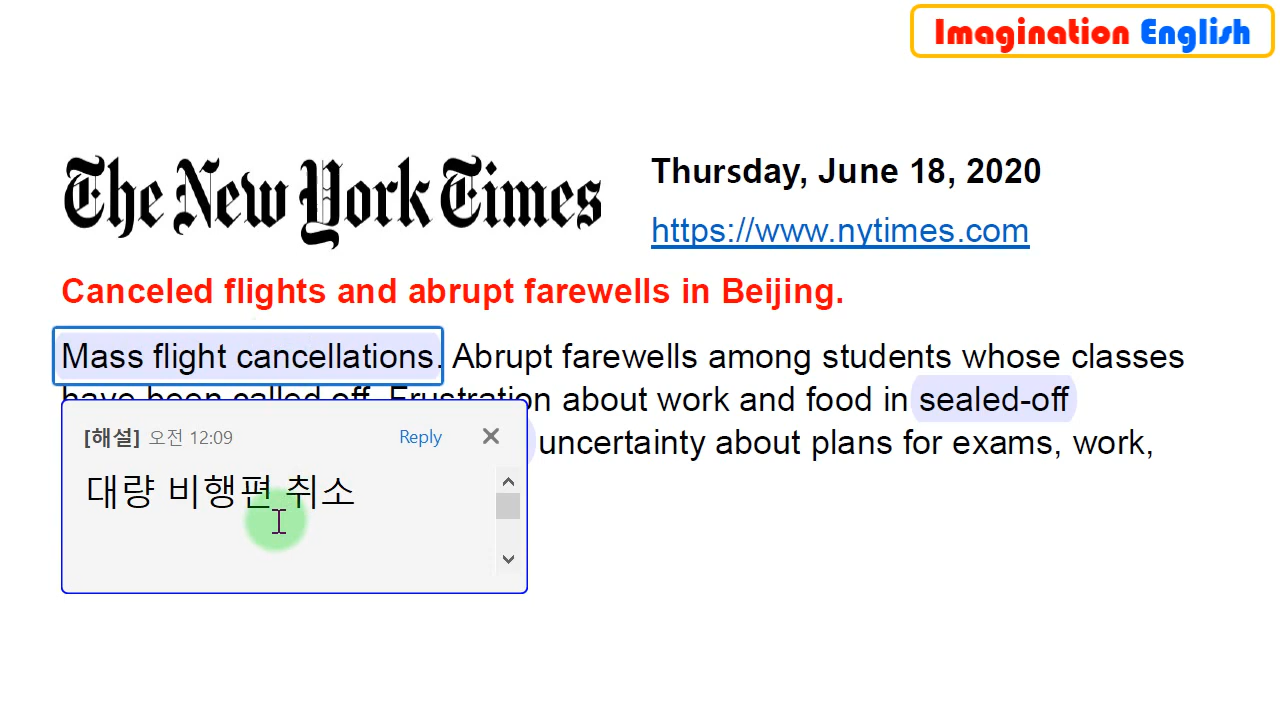 Imagination English
The New York Times
Thursday, June 18, 2020
https://www.nytimes.com
Canceled flights and abrupt farewells in Beijing.
Mass flight cancellations. Abrupt farewells among students whose classes
have been called off. Frustration about work and food in sealed-off
uncertainty about plans for exams, work,
[해설] 오전 12:09 Reply
대량 비행편 취소